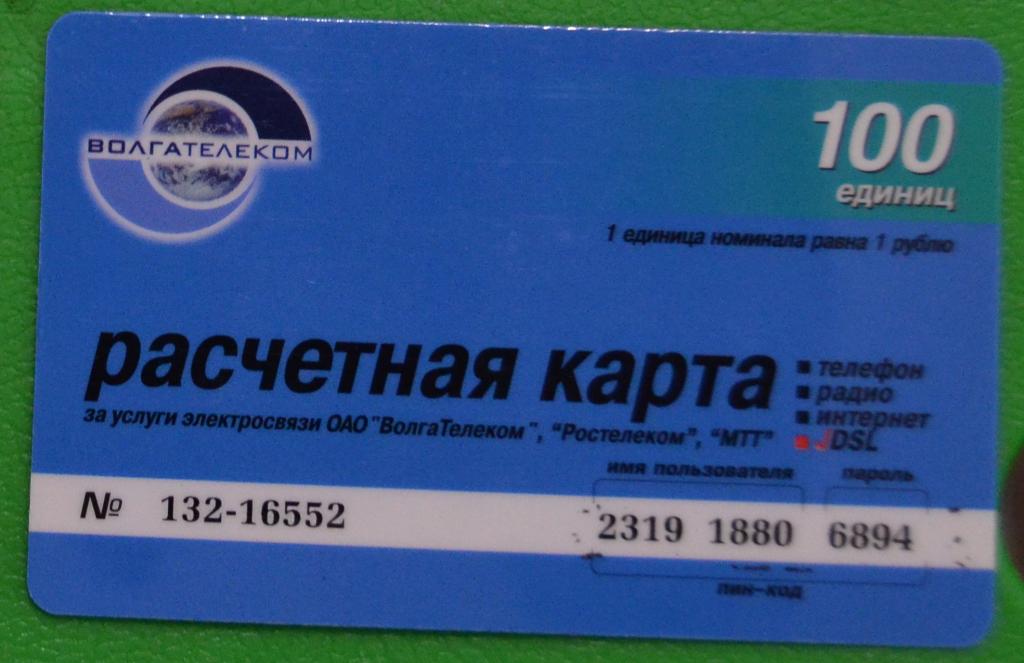 ВОЛГАТЕЛЕКОМ
100
единиц
1 единица номинала равна 1 рублю
расчетная карта
за услуги электросвязи ОАО "ВолгаТелеком", "Ростелеком", "МТТ"
телефон
радио
интернет
JDSL
имя пользователя пароль
№ 132-16552 2319 1880 6894
пин-код